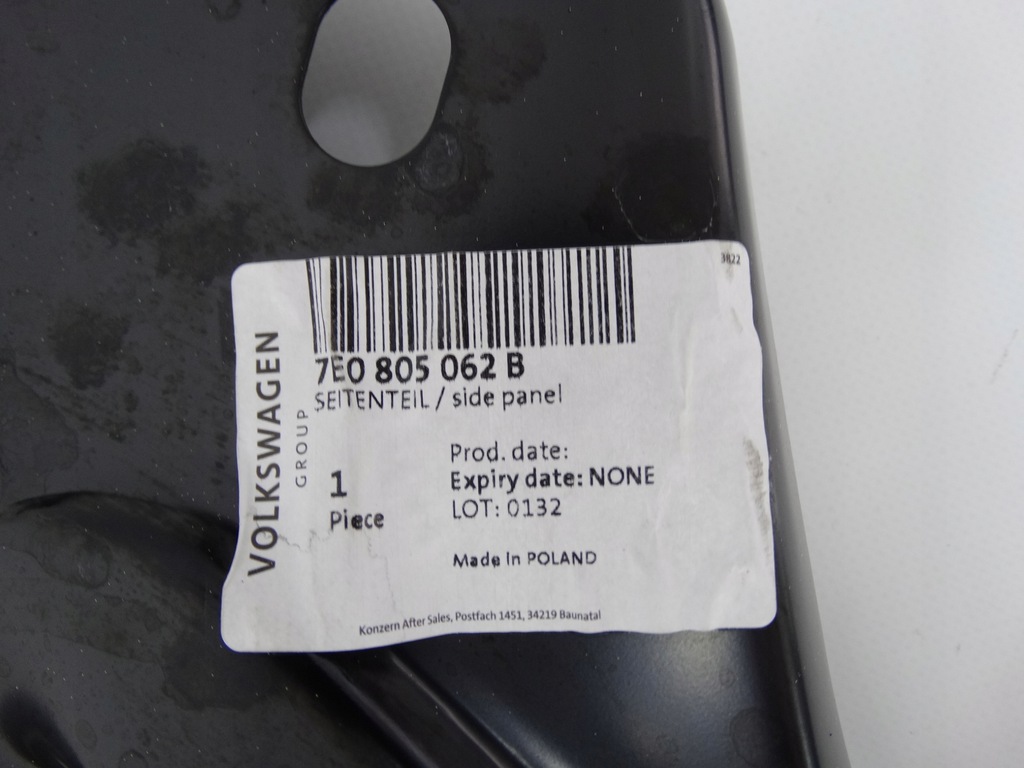 3822
VOLKSWAGEN
GROUP
7E0 805 062 B
SEITENTEIL / side panel
1
Piece
Prod. date:
Expiry date: NONE
LOT: 0132
Made in POLAND
Konzern After Sales, Postfach 1451, 34219 Baunatal